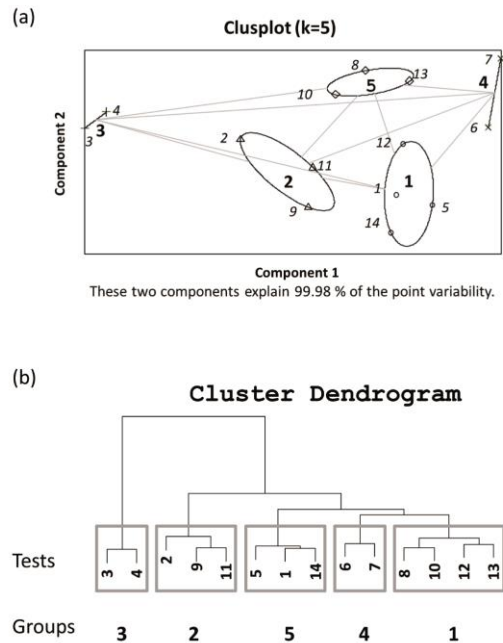 (a)
Clusplot (k=5)
Component 2
7
8
13
4
5
10
4
3
3
12
2
11
1
1
2
5
9
14
6
Component 1
These two components explain 99.98 % of the point variability.
(b)
Cluster Dendrogram
Tests
3 4 2 9 11 5 1 14 6 7 8 10 12 13
Groups
3 2 5 4 1